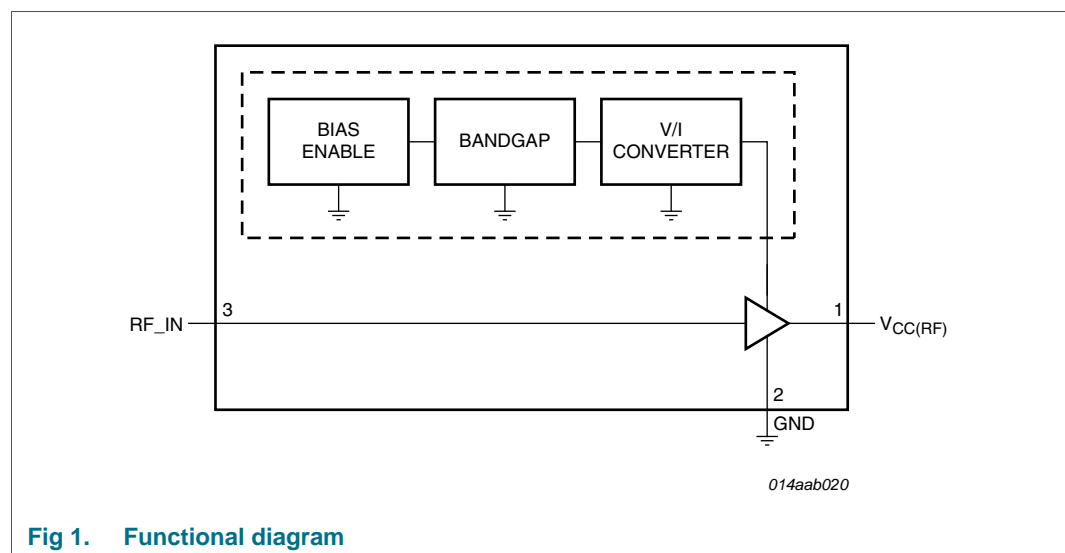 BIAS
ENABLE
BANDGAP
V/I
CONVERTER
RF_IN
3
1
VCC(RF)
2
GND
014aab020
Fig 1. Functional diagram